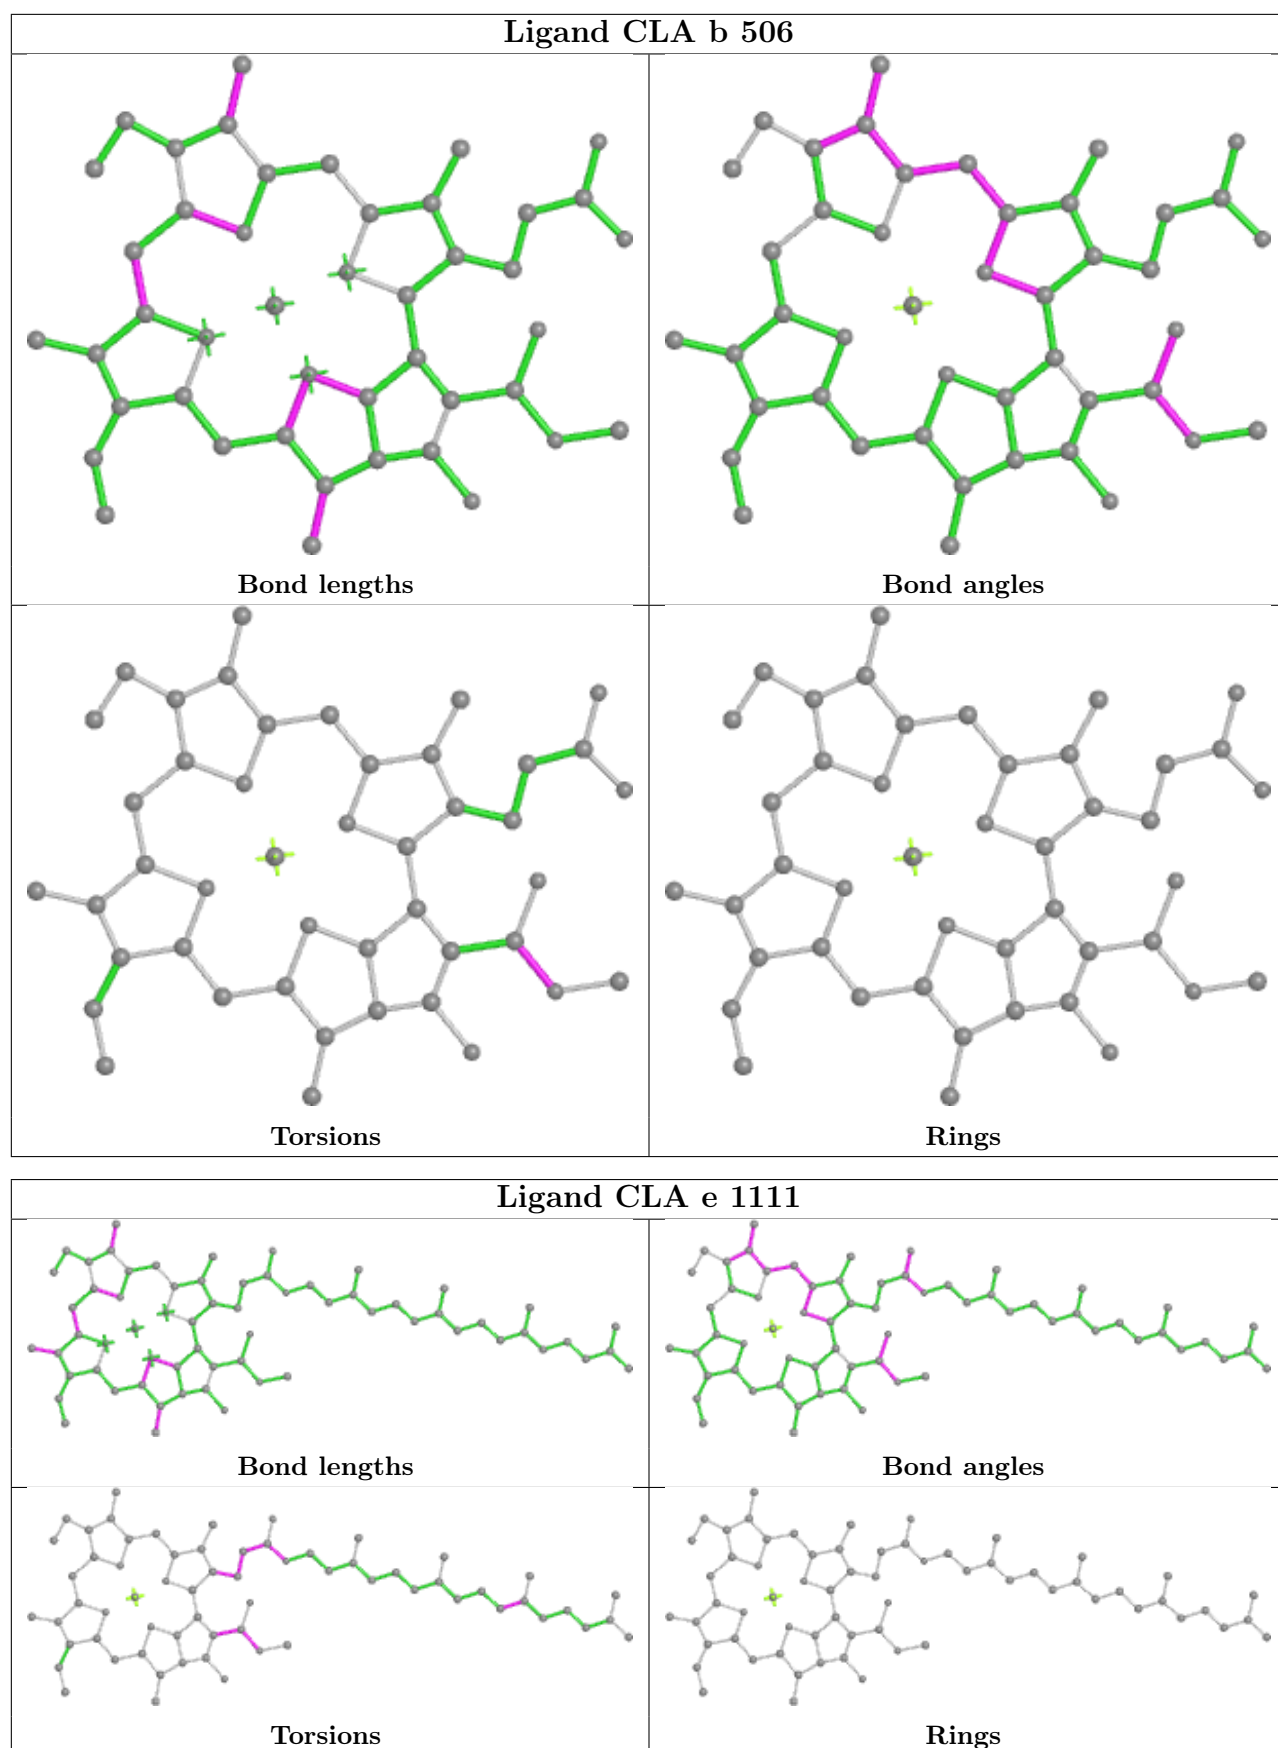 Ligand CLA b 506
Bond lengths
Bond angles
Torsions
Rings
Ligand CLA e 1111
Bond lengths
Bond angles
Torsions
Rings